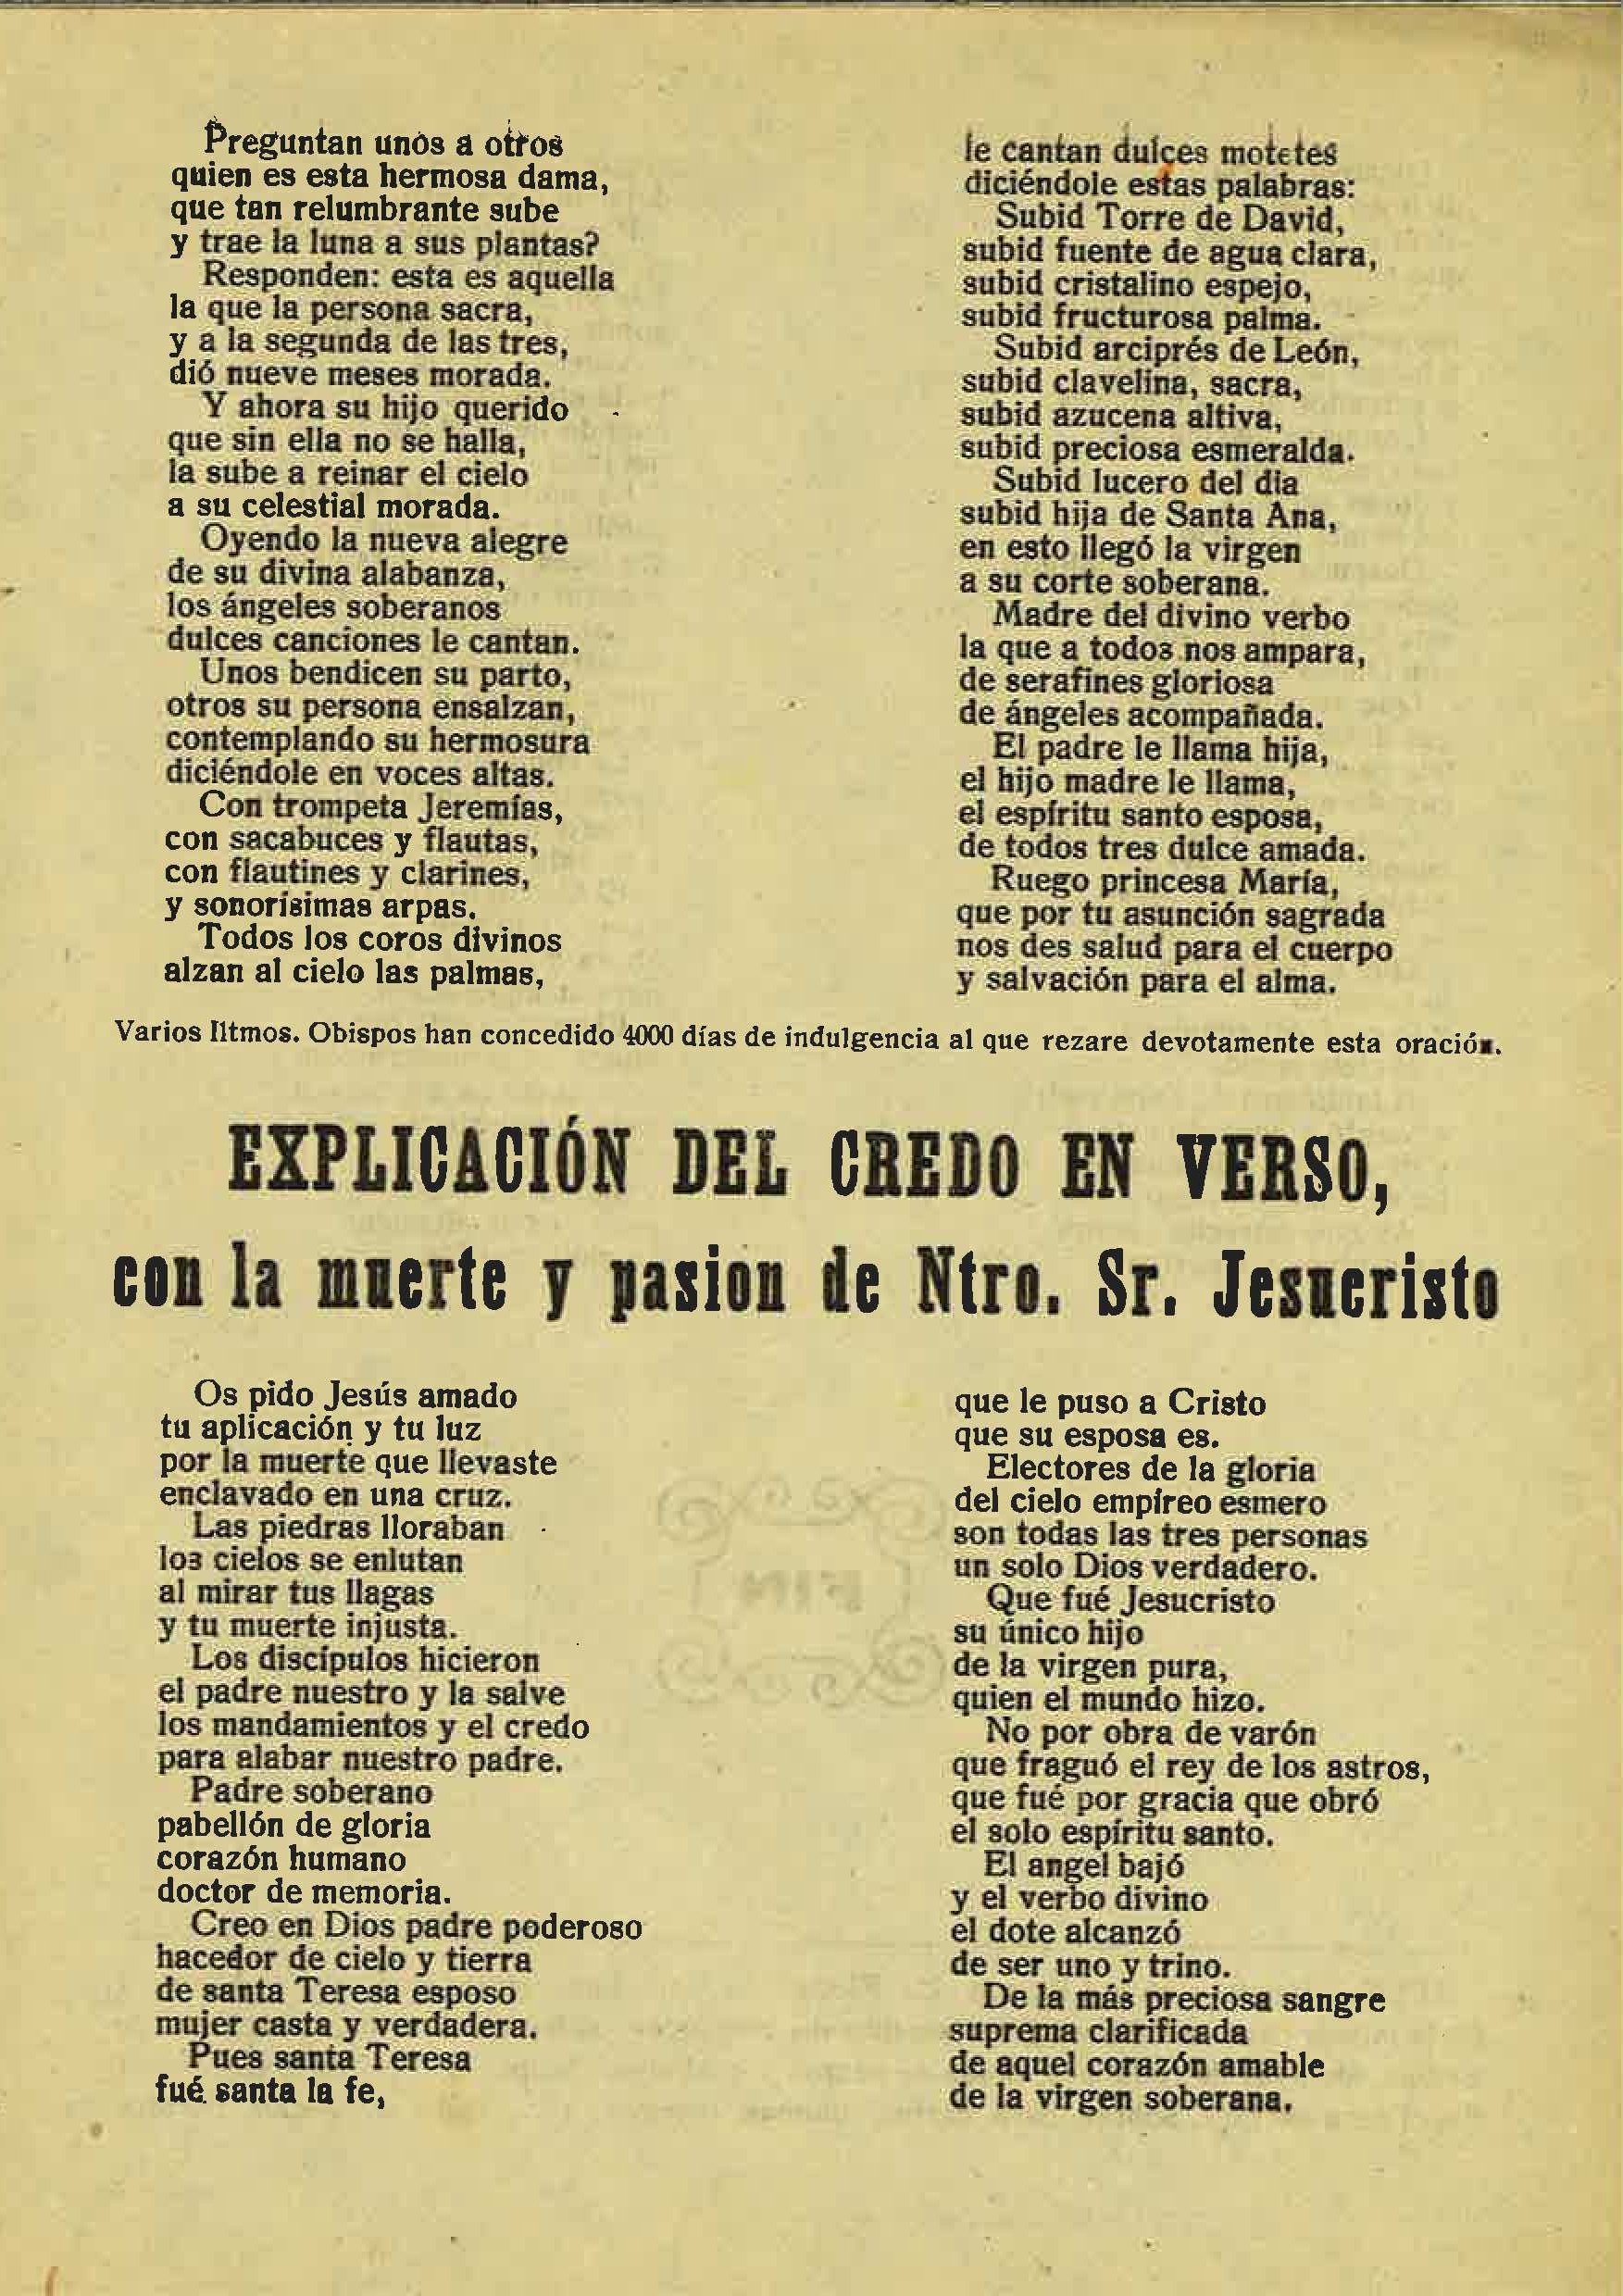 Preguntan unos a otros
quien es esta hermosa dama,
que tan relumbrante sube
y trae la luna a sus plantas?
Responden: esta es aquella
la que la persona sacra,
y a la segunda de las tres,
dió nueve meses morada.
Y ahora su hijo querido
que sin ella no se halla,
la sube a reinar el cielo
a su celestial morada.
Oyendo la nueva alegre
de su divina alabanza,
los ángeles soberanos
dulces canciones le cantan.
Unos bendicen su parto,
otros su persona ensalzan,
contemplando su hermosura
diciéndole en voces altas.
Con trompeta Jeremías,
con sacabuces y flautas,
con flautines y clarines,
y sonorísimas arpas.
Todos los coros divinos
alzan al cielo las palmas,
le cantan dulces motetes
diciéndole estas palabras:
Subid Torre de David,
subid fuente de agua clara,
subid cristalino espejo,
subid fructurosa palma.
Subid arciprés de León,
subid clavelina, sacra,
subid azucena altiva,
subid preciosa esmeralda.
Subid lucero del dia
subid hija de Santa Ana,
en esto llegó la virgen
a su corte soberana.
Madre del divino verbo
la que a todos nos ampara,
de serafines gloriosa
de ángeles acompañada.
El padre le llama hija,
el hijo madre le llama,
el espíritu santo esposa,
de todos tres dulce amada.
Ruego princesa María,
que por tu asunción sagrada
nos des salud para el cuerpo
y salvación para el alma.
Varios Iltmos. Obispos han concedido 4000 días de indulgencia al que rezare devotamente esta oración.
EXPLICACIÓN DEL CREDO EN VERSO,
con la muerte y pasion de Ntro. Sr. Jesucristo
Os pido Jesús amado
tu aplicación y tu luz
por la muerte que llevaste
enclavado en una cruz.
Las piedras lloraban
los cielos se enlutan
al mirar tus llagas
y tu muerte injusta.
Los discípulos hicieron
el padre nuestro y la salve
los mandamientos y el credo
para alabar nuestro padre.
Padre soberano
pabellón de gloria
corazón humano
doctor de memoria.
Creo en Dios padre poderoso
hacedor de cielo y tierra
de santa Teresa esposo
mujer casta y verdadera.
Pues santa Teresa
fué santa la fe,
que le puso a Cristo
que su esposa es.
Electores de la gloria
del cielo empíreo esmero
son todas las tres personas
un solo Dios verdadero.
Que fué Jesucristo
su único hijo
de la virgen pura,
quien el mundo hizo.
No por obra de varón
que fraguó el rey de los astros,
que fué por gracia que obró
el solo espíritu santo.
El angel bajó
y el verbo divino
el dote alcanzó
de ser uno y trino.
De la más preciosa sangre
suprema clarificada
de aquel corazón amable
de la virgen soberana.